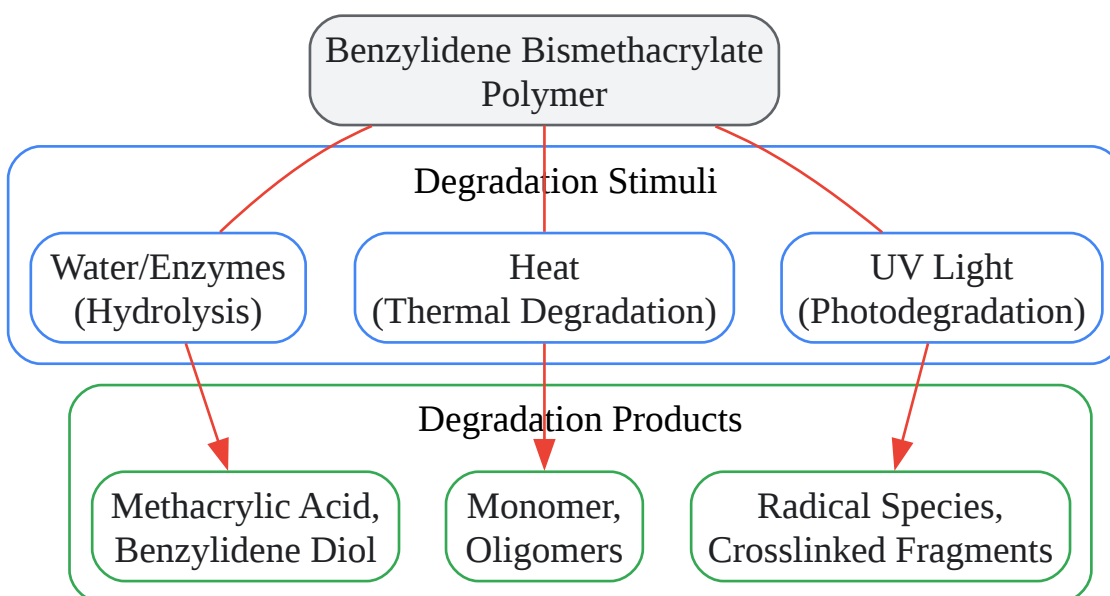 Benzylidene Bismethacrylate
Polymer
Degradation Stimuli
Water/Enzymes
(Hydrolysis)
Heat
(Thermal Degradation)
UV Light
(Photodegradation)
Degradation Products
Methacrylic Acid,
Benzylidene Diol
Monomer,
Oligomers
Radical Species,
Crosslinked Fragments